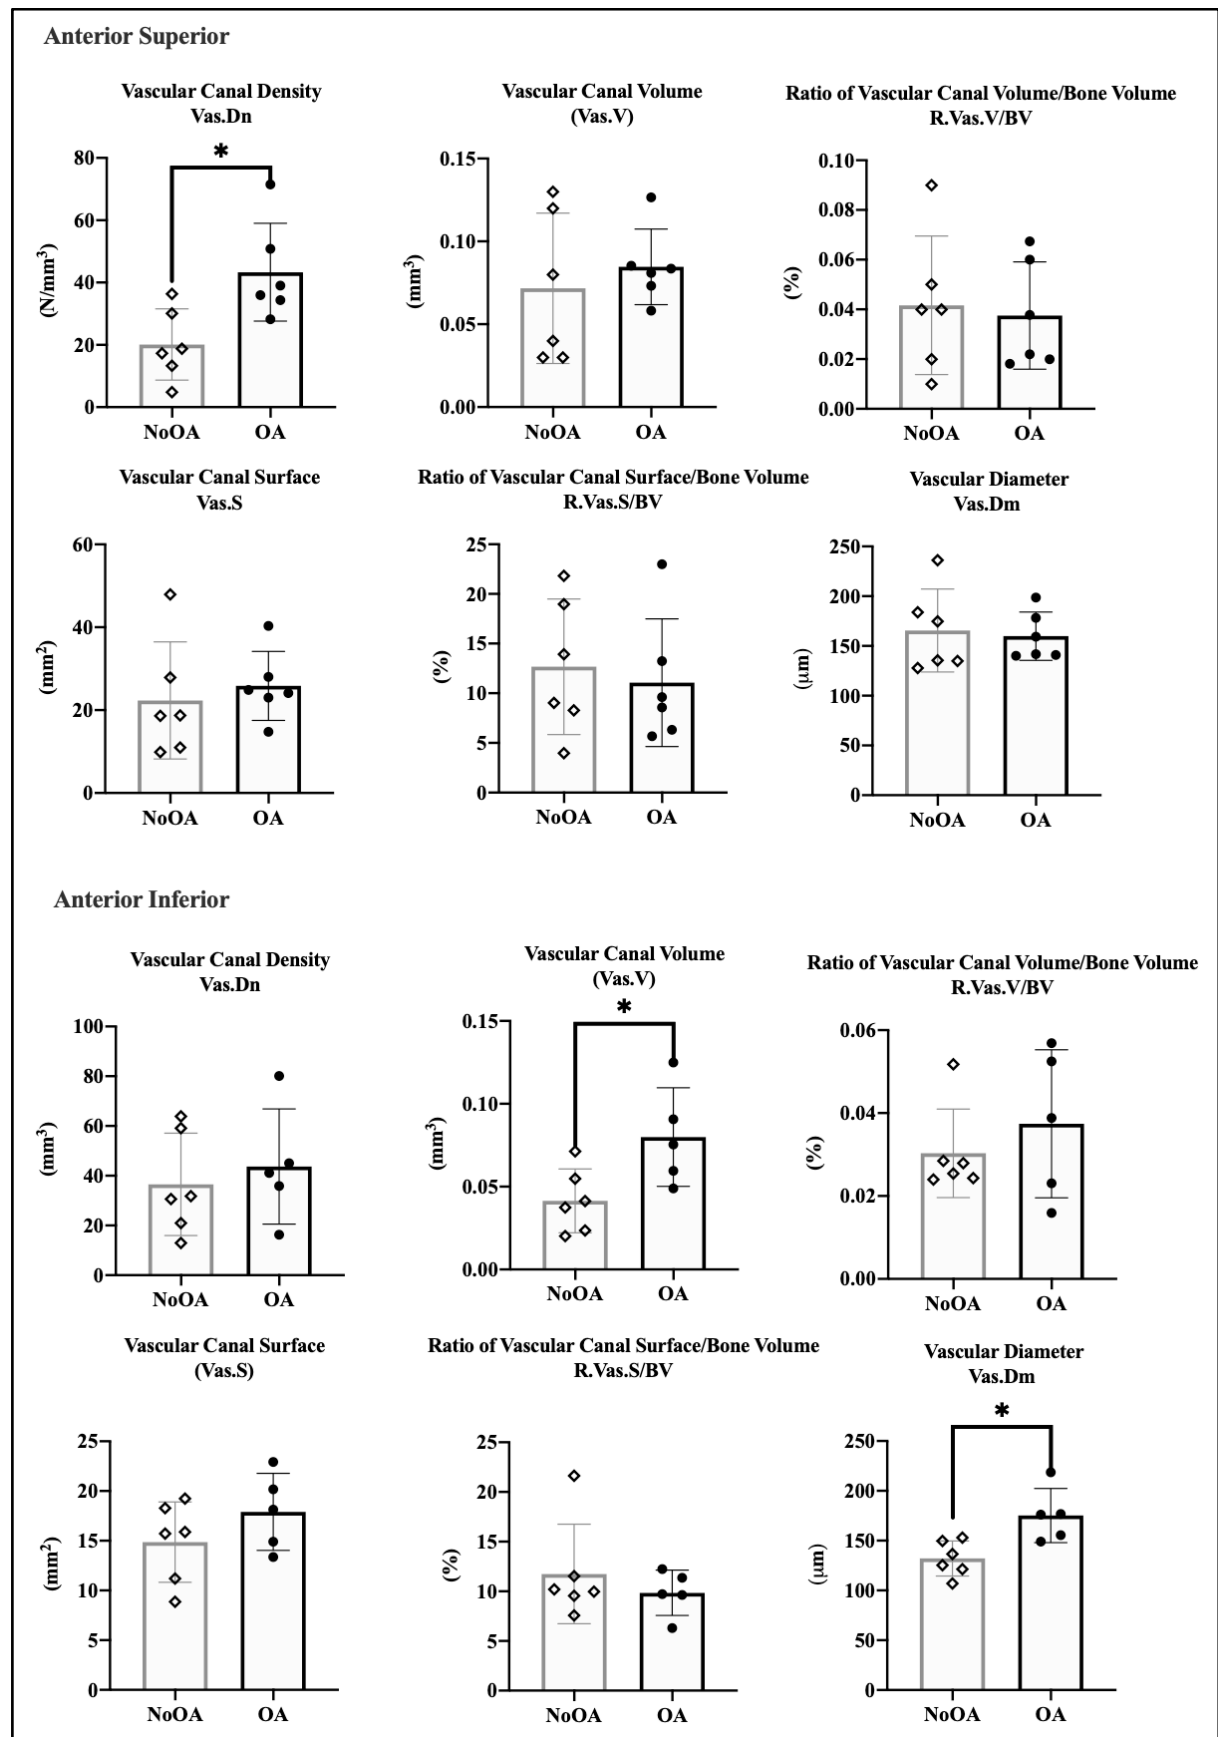 Anterior Superior
Vascular Canal Density
Vas.Dn
*
(N/mm³)
80
60
40
20
0
NoOA OA
Vascular Canal Volume
(Vas.V)
(mm³)
0.15
0.10
0.05
0.00
NoOA OA
Ratio of Vascular Canal Volume/Bone Volume
R.Vas.V/BV
(%)
0.10
0.08
0.06
0.04
0.02
0.00
NoOA OA
Vascular Canal Surface
Vas.S
(mm²)
60
40
20
0
NoOA OA
Ratio of Vascular Canal Surface/Bone Volume
R.Vas.S/BV
(%)
25
20
15
10
5
0
NoOA OA
Vascular Diameter
Vas.Dm
(μm)
250
200
150
100
50
0
NoOA OA
Anterior Inferior
Vascular Canal Density
Vas.Dn
(mm³)
100
80
60
40
20
0
NoOA OA
Vascular Canal Volume
(Vas.V)
*
(mm³)
0.15
0.10
0.05
0.00
NoOA OA
Ratio of Vascular Canal Volume/Bone Volume
R.Vas.V/BV
(%)
0.06
0.04
0.02
0.00
NoOA OA
Vascular Canal Surface
(Vas.S)
(mm²)
25
20
15
10
5
0
NoOA OA
Ratio of Vascular Canal Surface/Bone Volume
R.Vas.S/BV
(%)
25
20
15
10
5
0
NoOA OA
Vascular Diameter
Vas.Dm
*
(μm)
250
200
150
100
50
0
NoOA OA